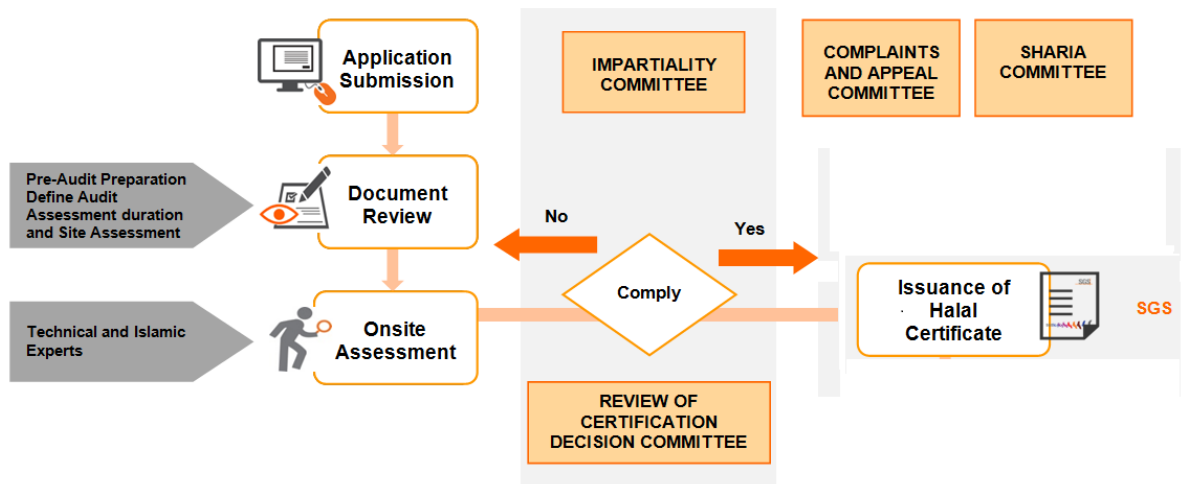 Application
Submission
IMPARTIALITY
COMMITTEE
COMPLAINTS
AND APPEAL
COMMITTEE
SHARIA
COMMITTEE
Pre-Audit Preparation
Define Audit
Assessment duration
and Site Assessment
Document
Review
No
Yes
Comply
Technical and Islamic
Experts
Onsite
Assessment
Issuance of
Halal
Certificate
SGS
SGS
REVIEW OF
CERTIFICATION
DECISION COMMITTEE